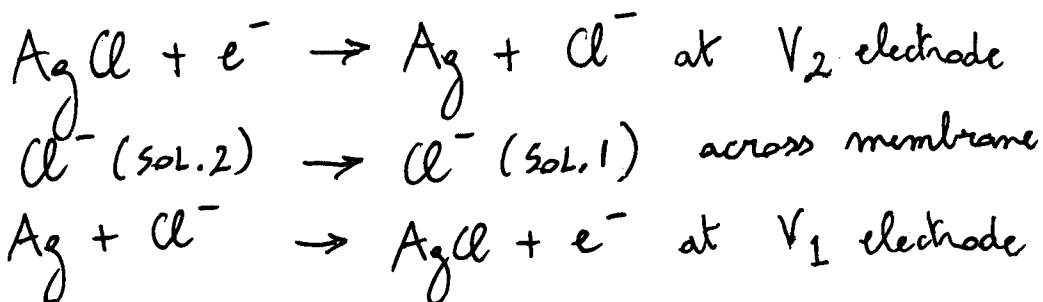 AgCl + e⁻ → Ag + Cl⁻ at V₂ electrode
Cl⁻ (SOL.2) → Cl⁻ (SOL.1) across membrane
Ag + Cl⁻ → AgCl + e⁻ at V₁ electrode